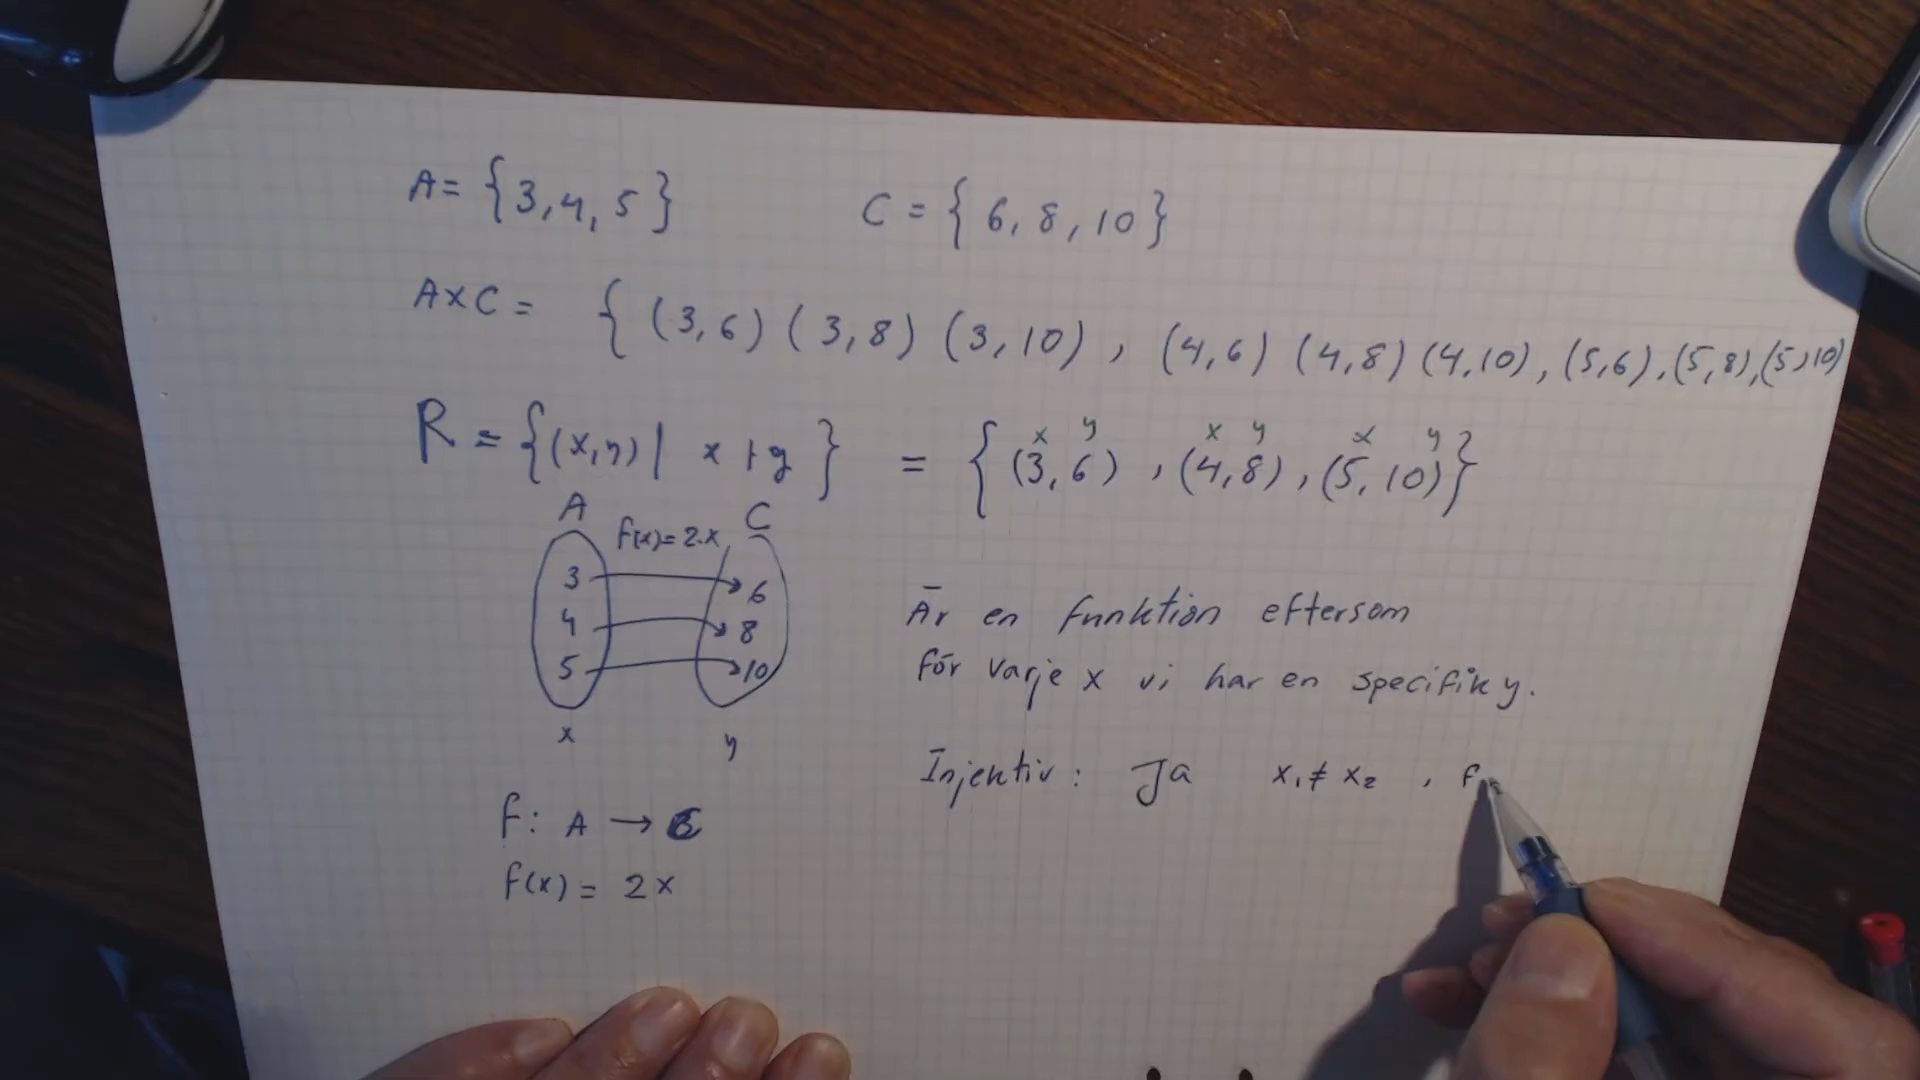 A = {3,4,5} C = {6, 8, 10}
A×C = { (3,6) (3,8) (3,10) , (4,6) (4,8) (4,10), (5,6), (5,8), (5,10)
x y x y x y
R = {(x,y) | x + y } = { (3,6) , (4,8) , (5,10)}
A f(x)=2·x C
3 6
4 8
5 10
x y
Är en funktion eftersom
för varje x vi har en specifik y.
Injektiv : Ja x₁ ≠ x₂ , f
f: A → C
f(x) = 2x